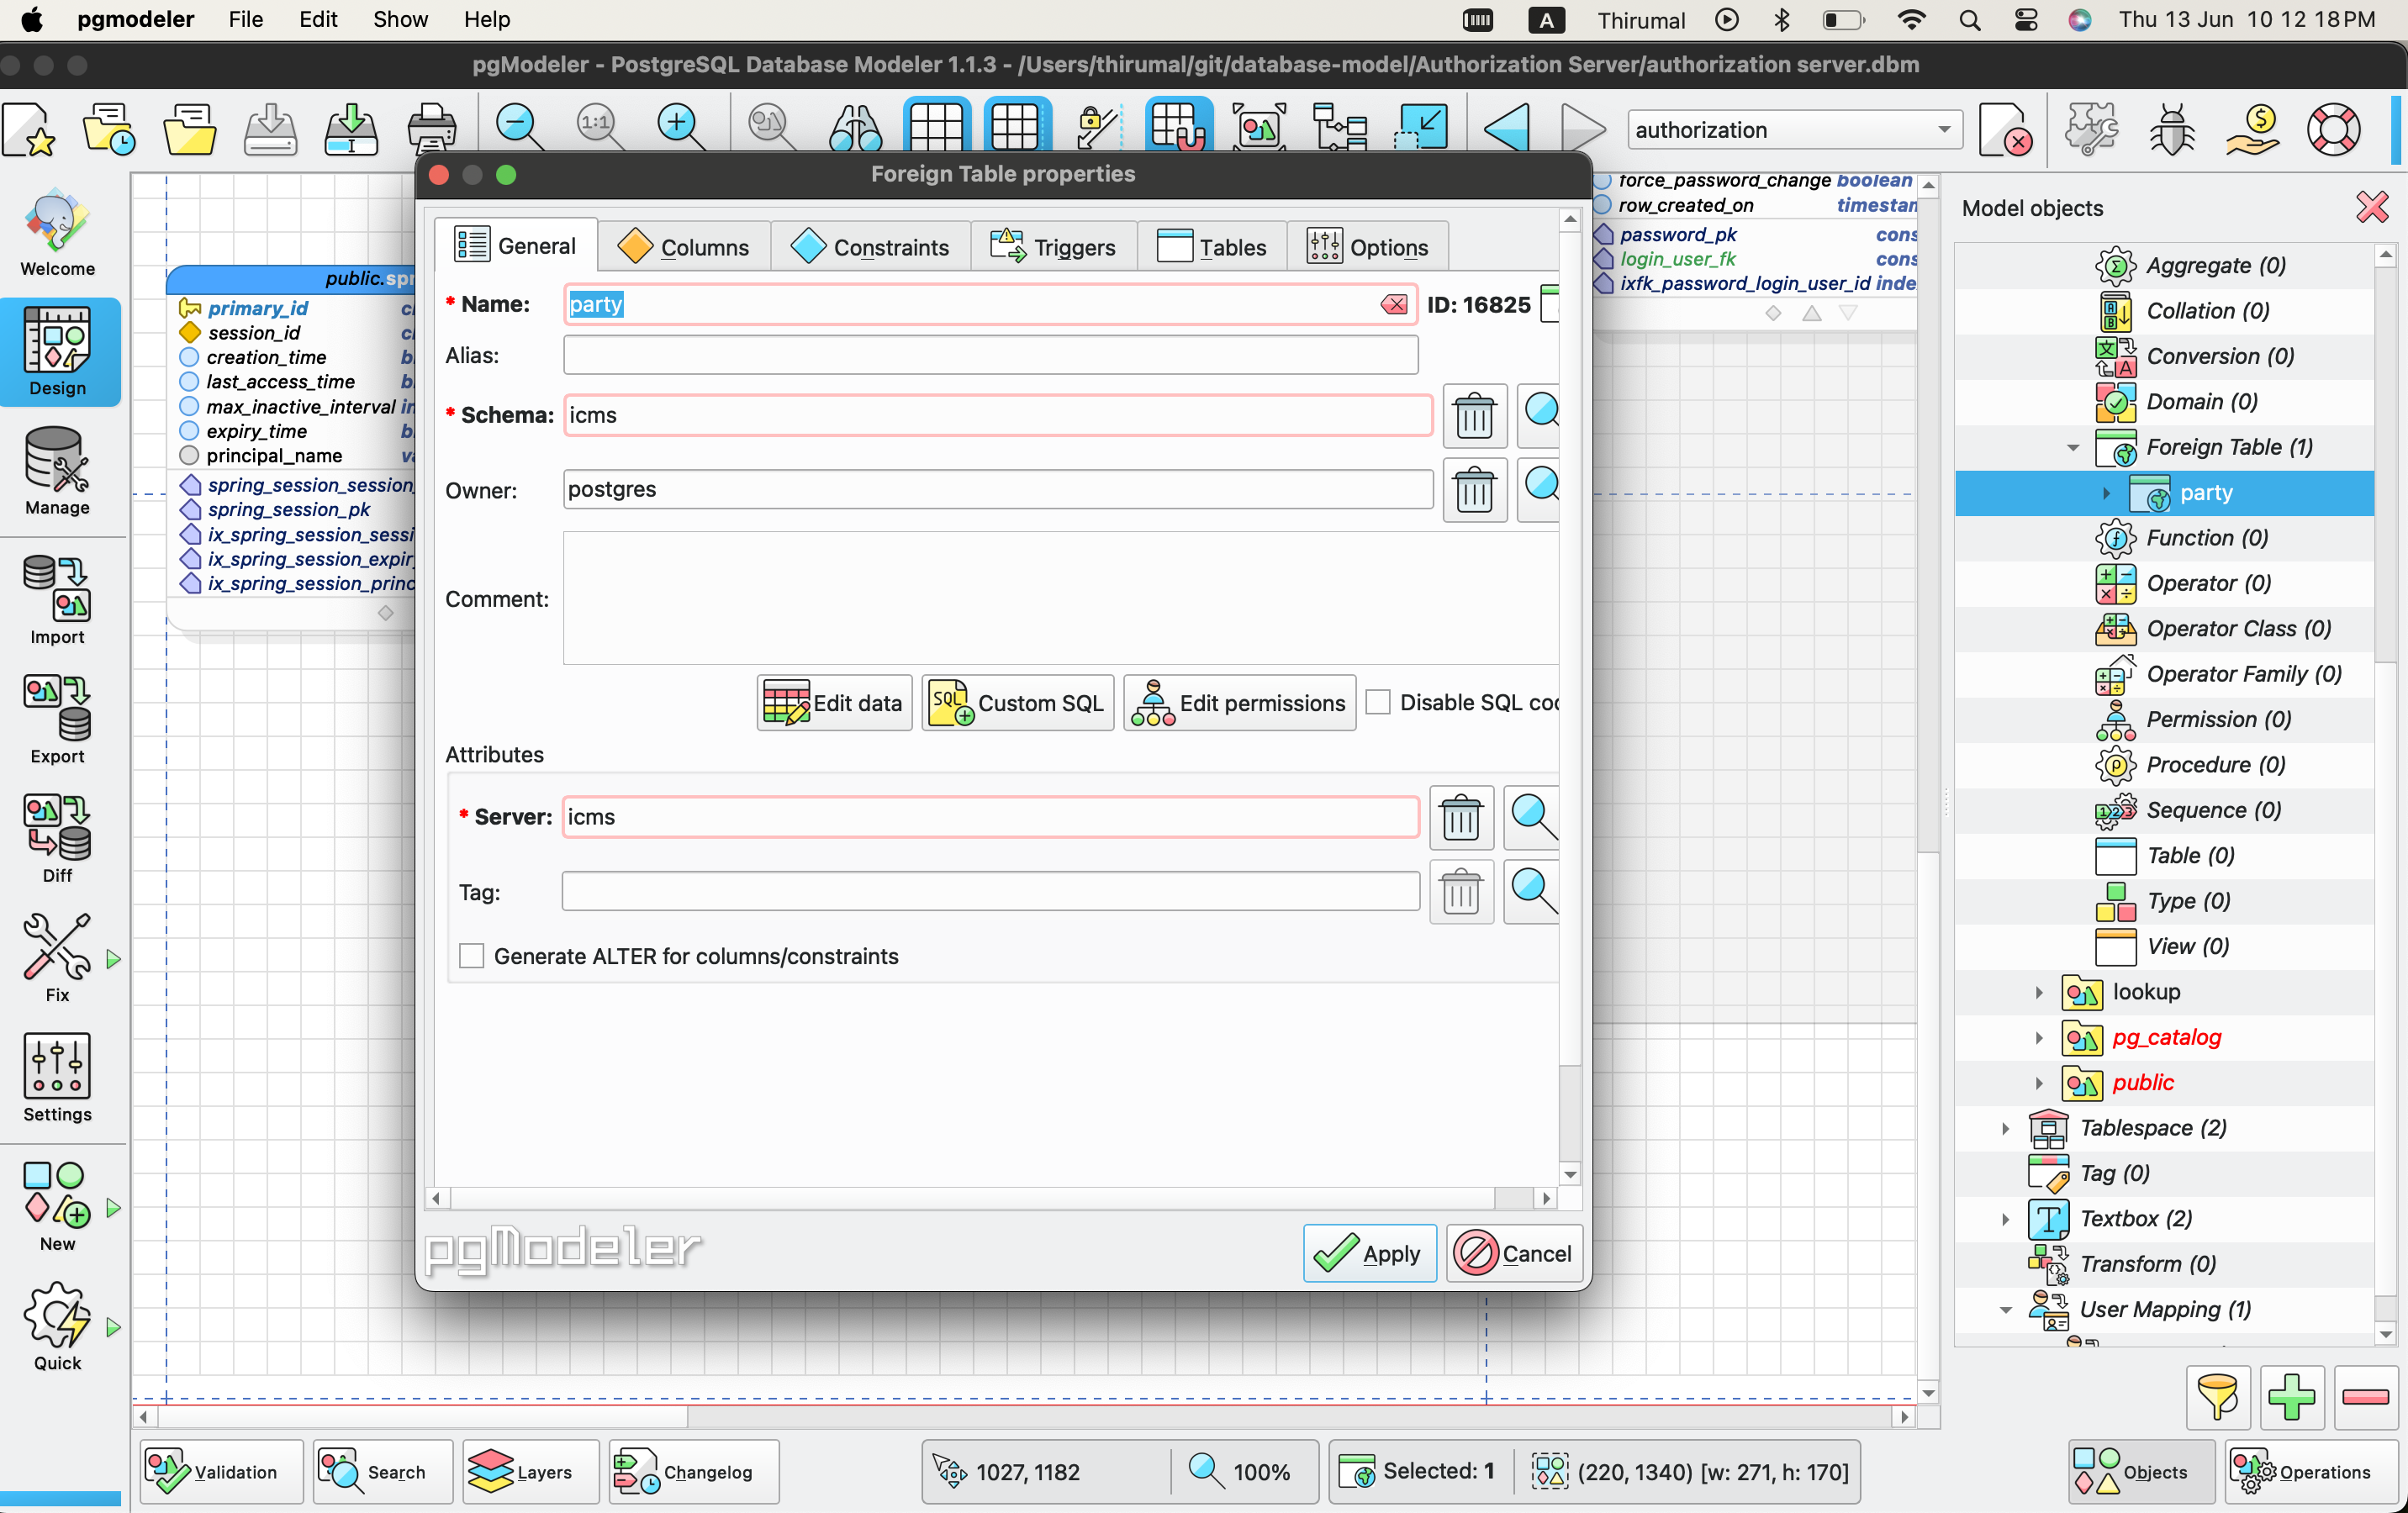 pgmodeler File Edit Show Help A Thirumal Thu 13 Jun 10 12 18 PM
pgModeler - PostgreSQL Database Modeler 1.1.3 - /Users/thirumal/git/database-model/Authorization Server/authorization server.dbm
1:1
authorization
Welcome
Design
Manage
Import
Export
Diff
Fix
Settings
New
Quick
public.spr
primary_id
session_id
creation_time
last_access_time
max_inactive_interval
expiry_time
principal_name
spring_session_session_
spring_session_pk
ix_spring_session_sessi
ix_spring_session_expir
ix_spring_session_princ
Foreign Table properties
General Columns Constraints Triggers Tables Options
* Name: party ID: 16825
Alias:
* Schema: icms
Owner: postgres
Comment:
Edit data Custom SQL Edit permissions Disable SQL coc
Attributes
* Server: icms
Tag:
Generate ALTER for columns/constraints
pgModeler
Apply Cancel
force_password_change boolean
row_created_on timestan
password_pk cons
login_user_fk cons
ixfk_password_login_user_id inde
Model objects
Aggregate (0)
Collation (0)
Conversion (0)
Domain (0)
Foreign Table (1)
party
Function (0)
Operator (0)
Operator Class (0)
Operator Family (0)
Permission (0)
Procedure (0)
Sequence (0)
Table (0)
Type (0)
View (0)
lookup
pg_catalog
public
Tablespace (2)
Tag (0)
Textbox (2)
Transform (0)
User Mapping (1)
Validation Search Layers Changelog 1027, 1182 100% Selected: 1 (220, 1340) [w: 271, h: 170] Objects Operations